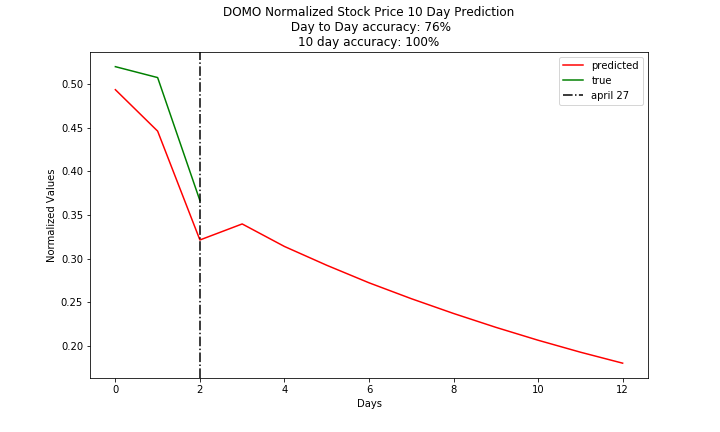 DOMO Normalized Stock Price 10 Day Prediction
Day to Day accuracy: 76%
10 day accuracy: 100%
predicted
true
april 27
Normalized Values
0.50
0.45
0.40
0.35
0.30
0.25
0.20
0 2 4 6 8 10 12
Days